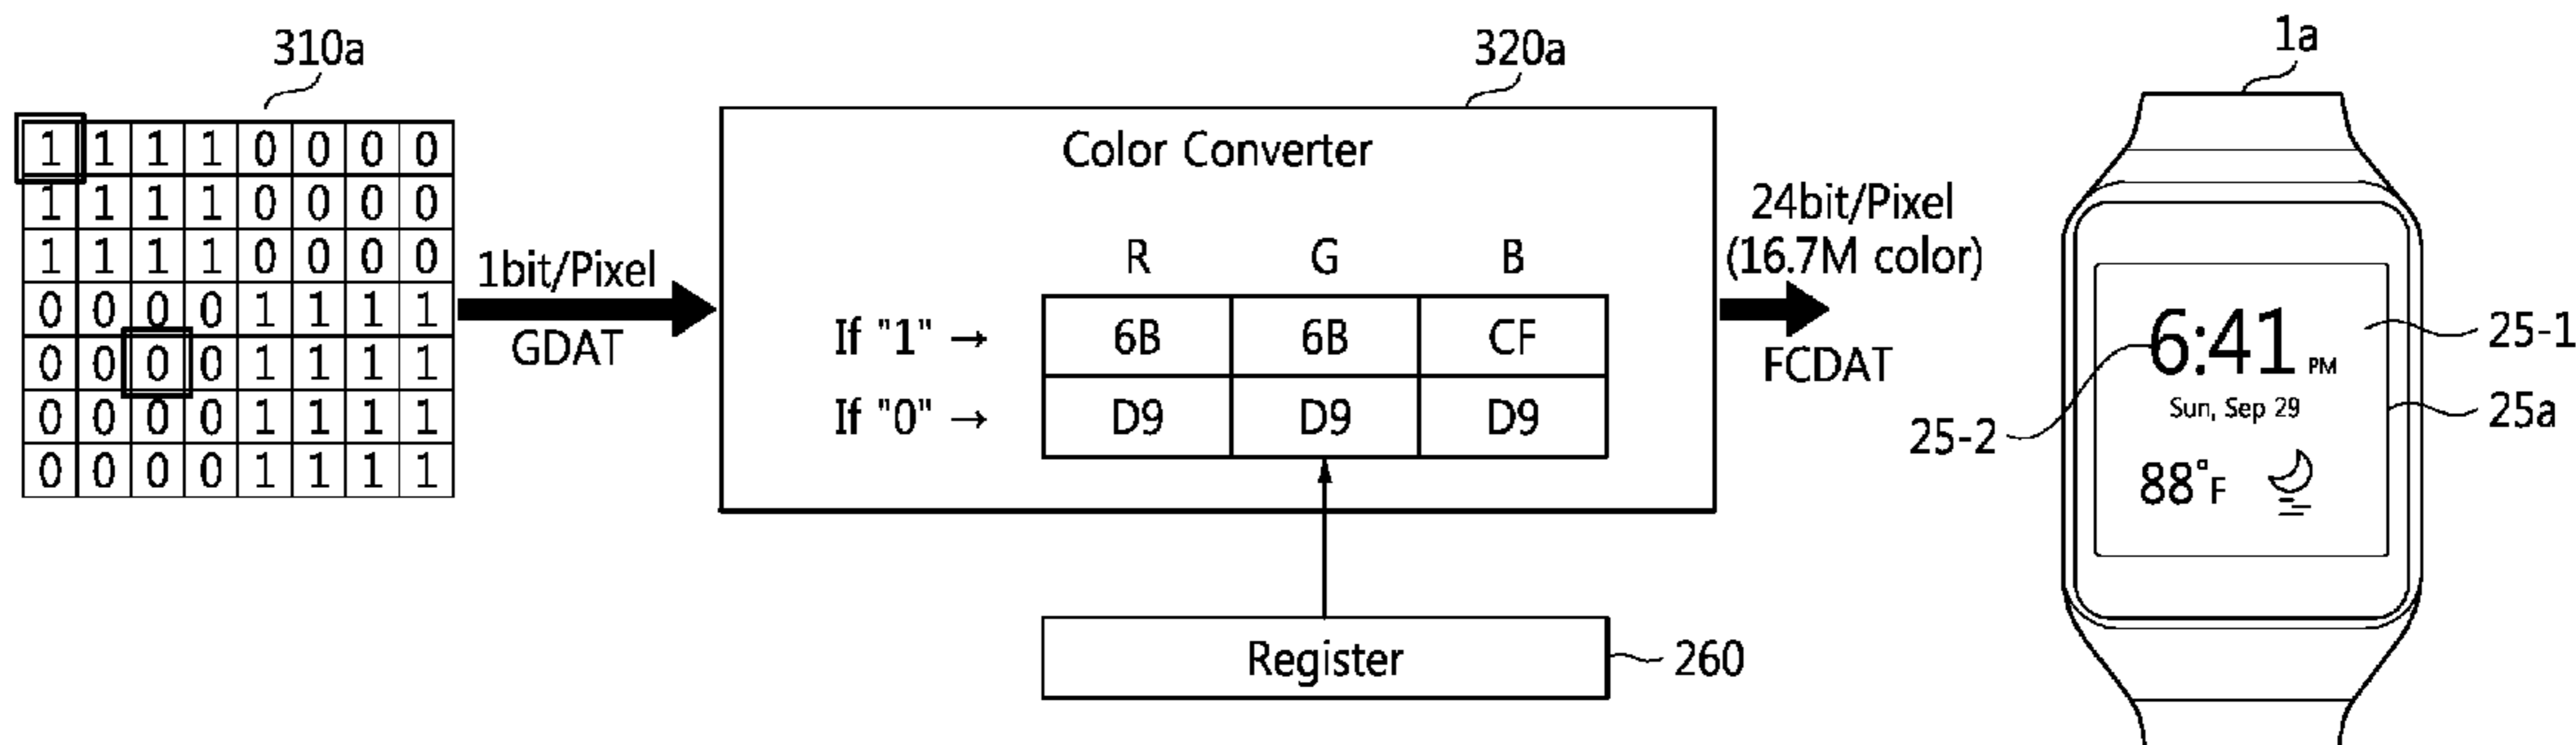 310a
1 1 1 1 0 0 0 0
1 1 1 1 0 0 0 0
1 1 1 1 0 0 0 0
0 0 0 0 1 1 1 1
0 0 0 0 1 1 1 1
0 0 0 0 1 1 1 1
0 0 0 0 1 1 1 1
1bit/Pixel
GDAT
320a
Color Converter
R G B
If "1" → 6B 6B CF
If "0" → D9 D9 D9
Register
260
24bit/Pixel
(16.7M color)
FCDAT
1a
6:41 PM
Sun, Sep 29
88°F
25-1
25a
25-2